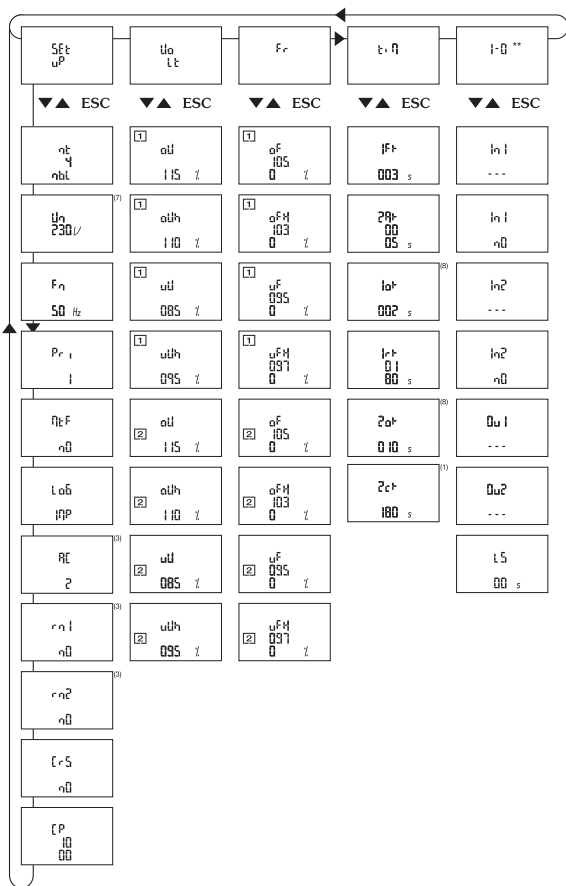 SEt
uP
Uo
Lt
Fr
tiM
I-O **
▼▲ ESC
▼▲ ESC
▼▲ ESC
▼▲ ESC
▼▲ ESC
nt
4
nbL
1
oU
115 %
1
oF
105
0 %
1Ft
003 s
In1
---
(7)
Un
230 V
1
oUh
110 %
1
oFH
103
0 %
2At
00
05 s
In1
nO
Fn
50 Hz
1
uU
085 %
1
uF
095
0 %
(8)
1ot
002 s
In2
---
Pri
1
1
uUh
095 %
1
uFH
097
0 %
1ct
01
80 s
In2
nO
MtF
nO
2
oU
115 %
2
oF
105
0 %
(8)
2ot
010 s
Ou1
---
LoG
IMP
2
oUh
110 %
2
oFH
103
0 %
(1)
2ct
180 s
Ou2
---
(3)
AC
2
2
uU
085 %
2
uF
095
0 %
LS
00 s
(3)
rn1
nO
2
uUh
095 %
2
uFH
097
0 %
(3)
rn2
nO
CrS
nO
CP
10
00